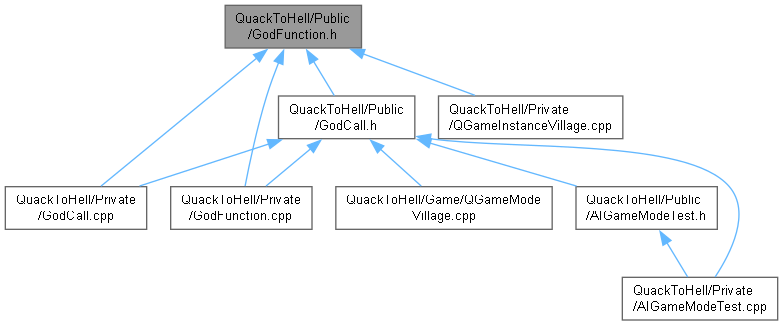 QuackToHell/Public
/GodFunction.h
QuackToHell/Public
/GodCall.h
QuackToHell/Private
/QGameInstanceVillage.cpp
QuackToHell/Private
/GodCall.cpp
QuackToHell/Private
/GodFunction.cpp
QuackToHell/Game/QGameMode
Village.cpp
QuackToHell/Public
/AIGameModeTest.h
QuackToHell/Private
/AIGameModeTest.cpp